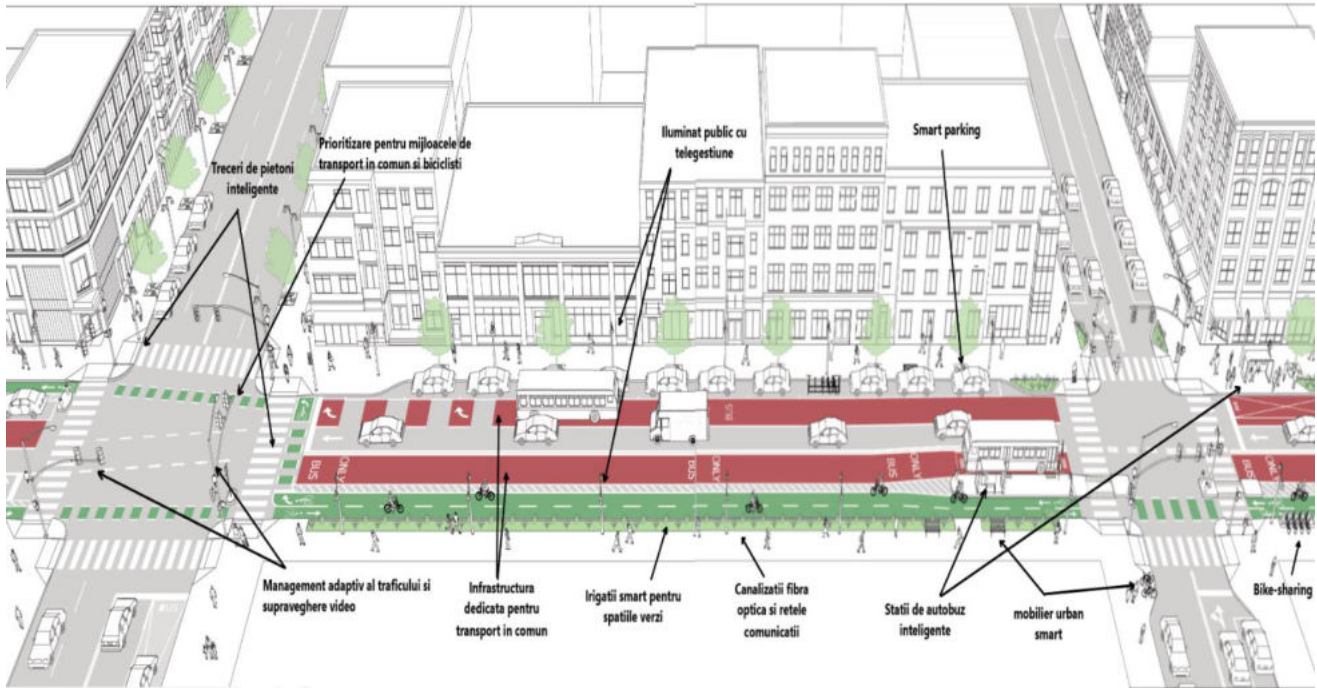 Treceri de pietoni
inteligente
Prioritizare pentru mijloacele de
transport in comun si biciclisti
Iluminat public cu
telegestiune
Smart parking
BUS
BUS
ONLY
BUS
ONLY
BUS
ONLY
BUS
ONLY
Management adaptiv al traficului si
supraveghere video
Infrastructura
dedicata pentru
transport in comun
Irigatii smart pentru
spatiile verzi
Canalizatii fibra
optica si retele
comunicatii
Statii de autobuz
inteligente
mobilier urban
smart
Bike-sharing